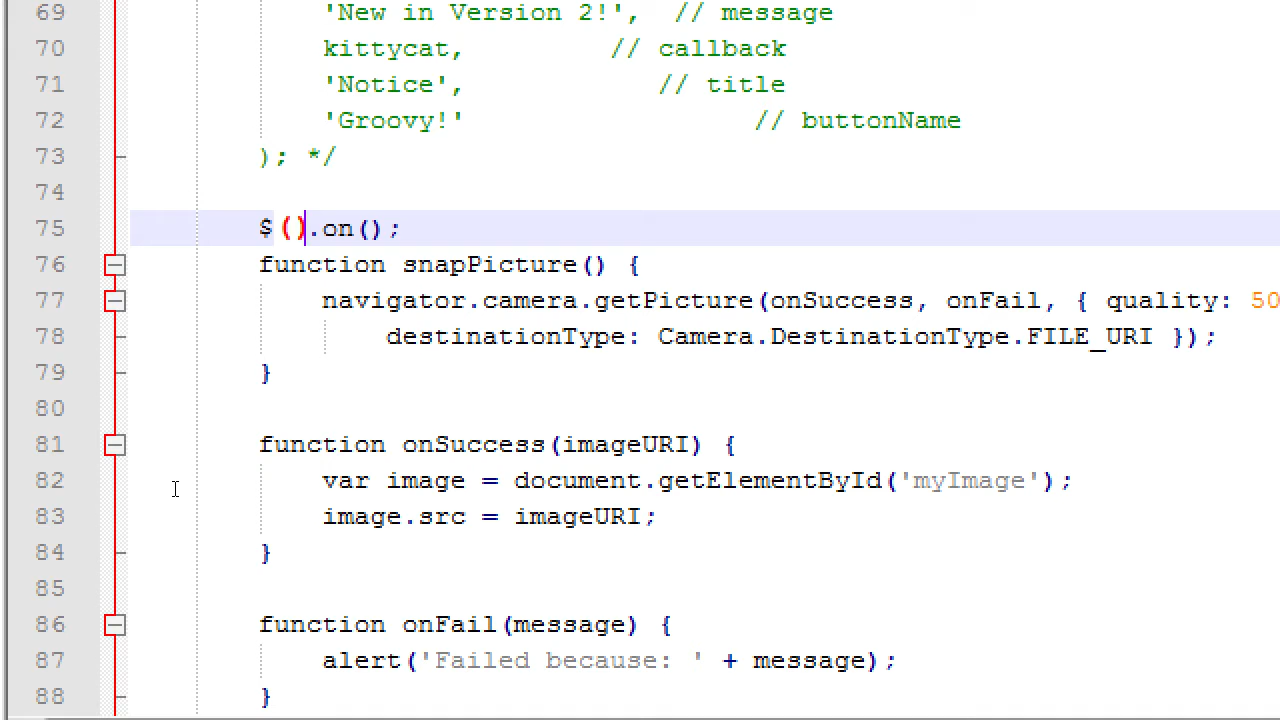 69 'New in Version 2!', // message
70 kittycat, // callback
71 'Notice', // title
72 'Groovy!' // buttonName
73 ); */
74
75 $().on();
76 function snapPicture() {
77 navigator.camera.getPicture(onSuccess, onFail, { quality: 50
78 destinationType: Camera.DestinationType.FILE_URI });
79 }
80
81 function onSuccess(imageURI) {
82 var image = document.getElementById('myImage');
83 image.src = imageURI;
84 }
85
86 function onFail(message) {
87 alert('Failed because: ' + message);
88 }